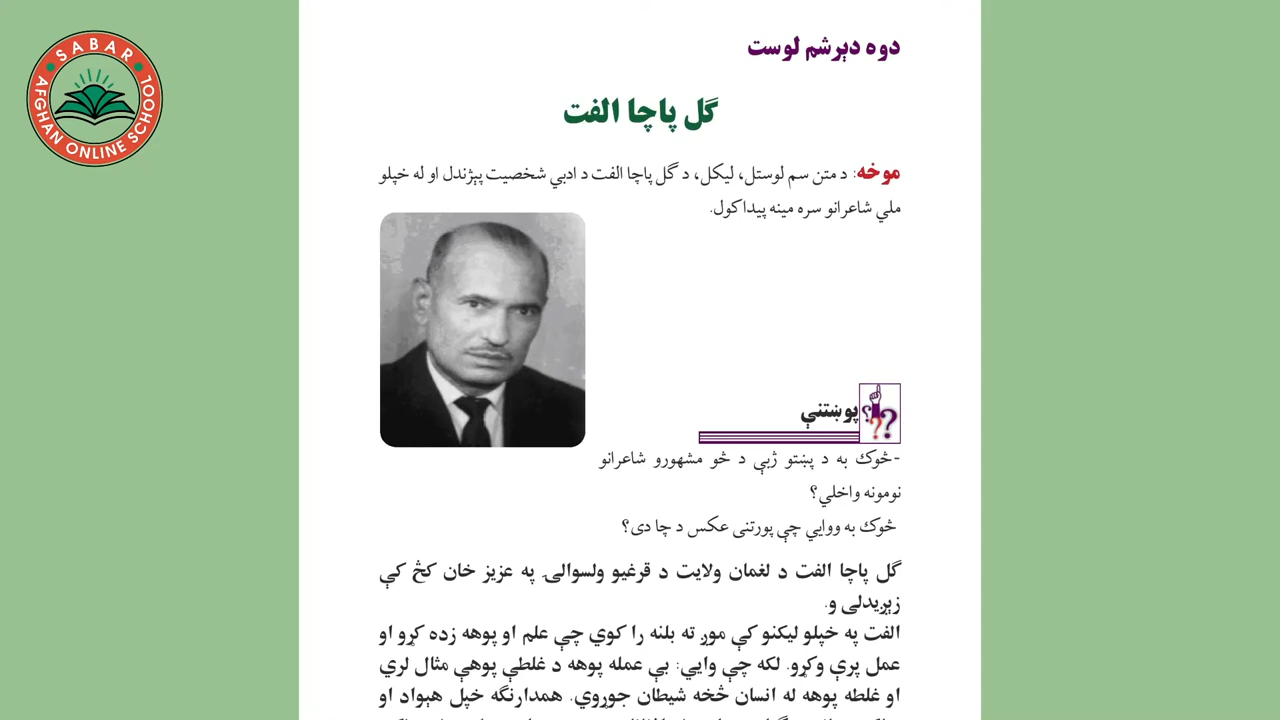 SABAR
AFGHAN ONLINE SCHOOL
دوه دېرشم لوست
گل پاچا الفت
موخه: د متن سم لوستل، ليکل، د گل پاچا الفت د ادبي شخصيت پېژندل او له خپلو
ملي شاعرانو سره مينه پيدا کول.
پوښتنې
-څوک به د پښتو ژبې د څو مشهورو شاعرانو
نومونه واخلي؟
څوک به ووايي چې پورتنی عکس د چا دی؟
گل پاچا الفت د لغمان ولايت د قرغيو ولسوالۍ په عزيز خان کڅ کې
زېږېدلی و.
الفت په خپلو ليکنو کې موږ ته بلنه را کوي چې علم او پوهه زده کړو او
عمل پرې وکړو. لکه چې وايي: بې عمله پوهه د غلطې پوهې مثال لري
او غلطه پوهه له انسان څخه شيطان جوړوي. همدارنگه خپل هېواد او